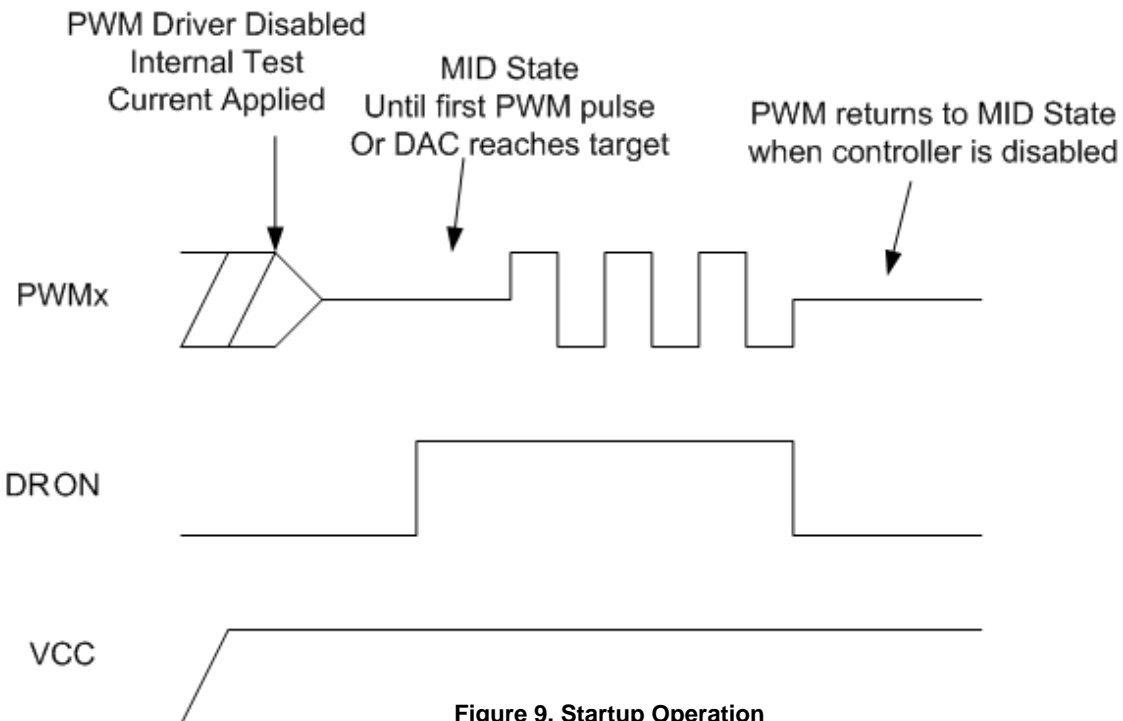 PWM Driver Disabled
Internal Test
Current Applied
MID State
Until first PWM pulse
Or DAC reaches target
PWM returns to MID State
when controller is disabled
PWMx
DRON
VCC
Figure 9. Startup Operation